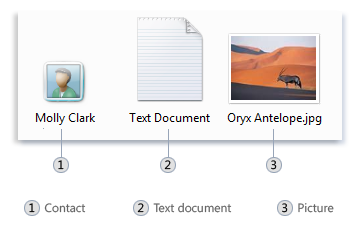 Molly Clark Text Document Oryx Antelope.jpg
1 2 3
1 Contact 2 Text document 3 Picture